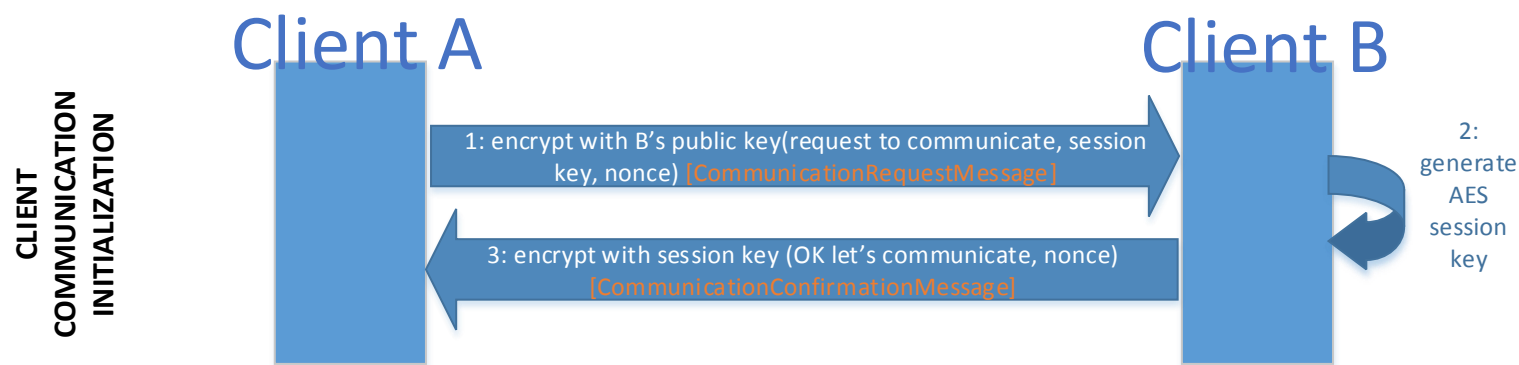 Client A
Client B
CLIENT
COMMUNICATION
INITIALIZATION
1: encrypt with B's public key(request to communicate, session
key, nonce) [CommunicationRequestMessage]
2:
generate
AES
session
key
3: encrypt with session key (OK let's communicate, nonce)
[CommunicationConfirmationMessage]